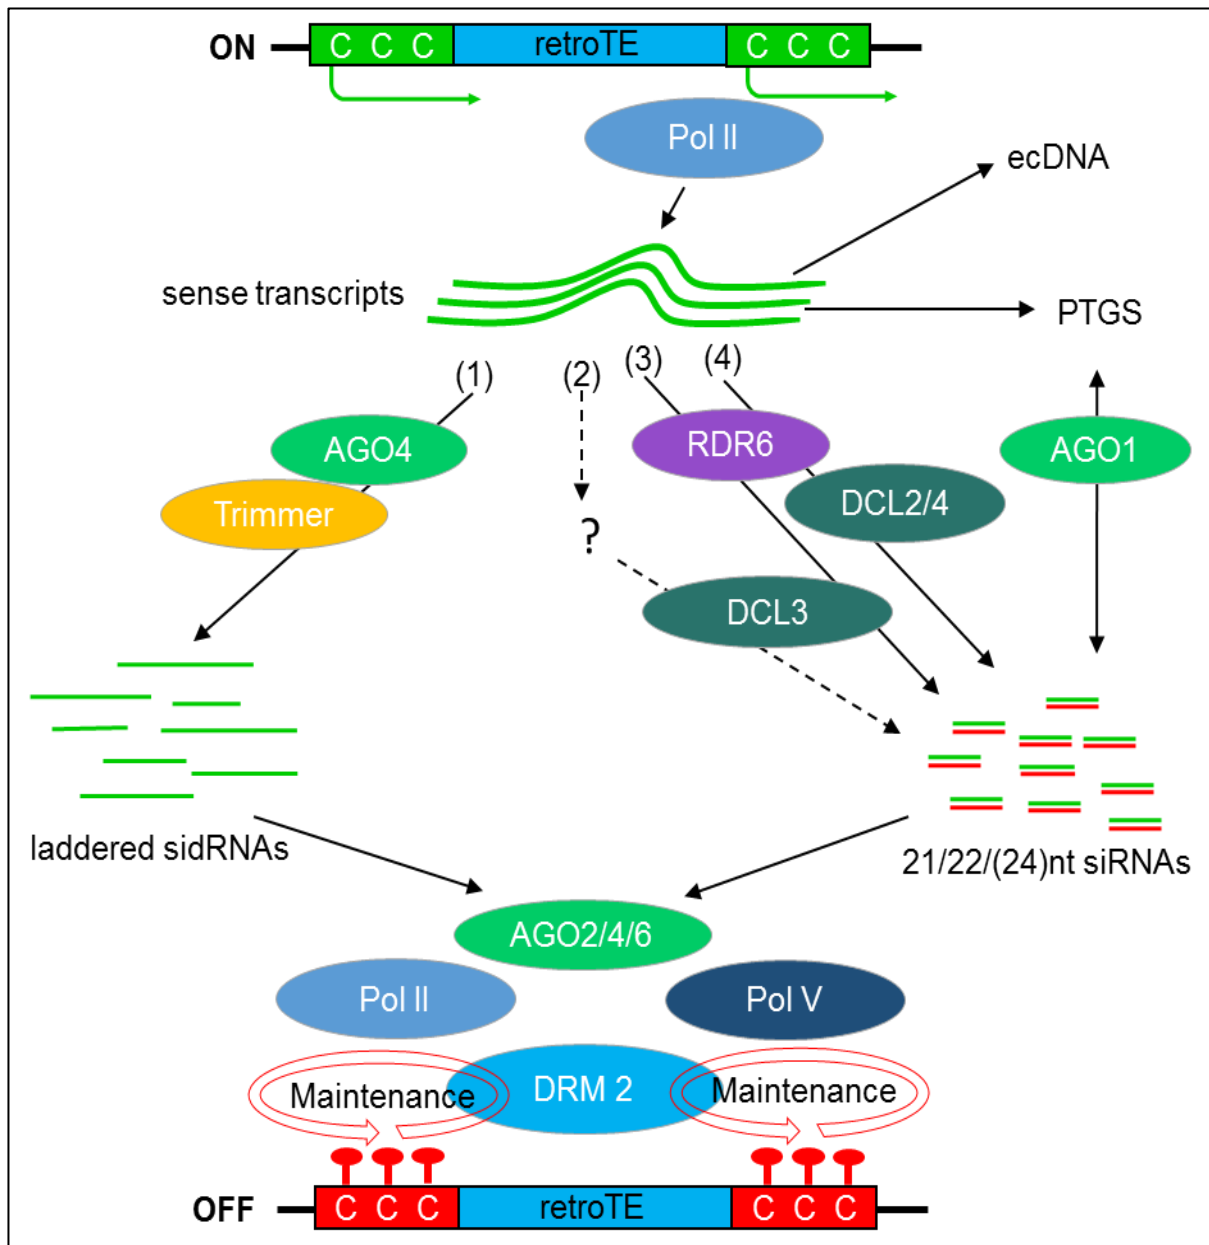 ON
C C C
retroTE
C C C
Pol II
ecDNA
sense transcripts
PTGS
(1)
(2)
(3)
(4)
AGO4
RDR6
AGO1
Trimmer
DCL2/4
?
DCL3
laddered sidRNAs
21/22/(24)nt siRNAs
AGO2/4/6
Pol II
Pol V
Maintenance
DRM 2
Maintenance
OFF
C C C
retroTE
C C C